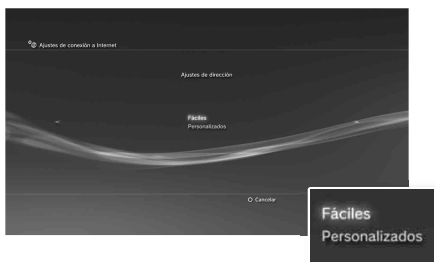 Ajustes de conexión a Internet
Ajustes de dirección
Fáciles
Personalizados
Cancelar
Fáciles
Personalizados